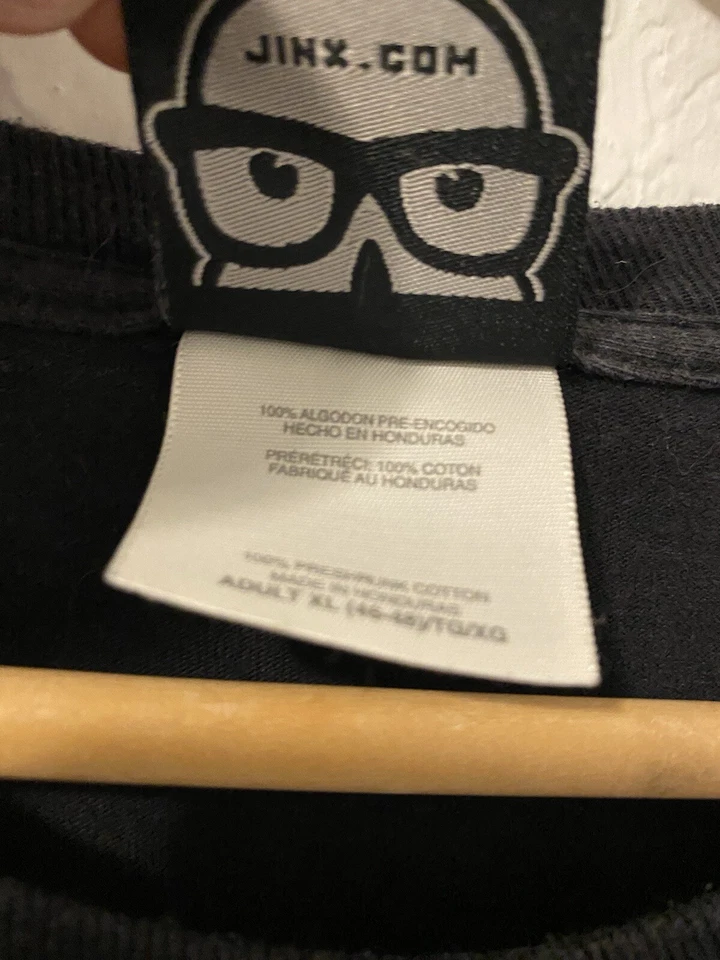 JINX.COM
100% ALGODON PRE-ENCOGIDO
HECHO EN HONDURAS
PRÉRÉTRÉCI: 100% COTON
FABRIQUÉ AU HONDURAS
100% PRESHRUNK COTTON
MADE IN HONDURAS
ADULT XL (46-48)/TG/XG